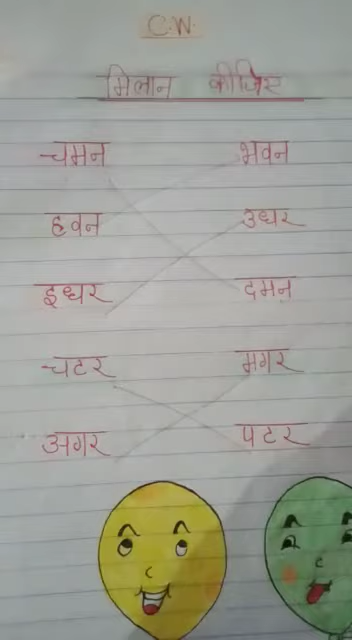 C.W.
मिलान कीजिए
चमन भवन
हवन उधर
इधर दमन
चटर मगर
अगर पटर